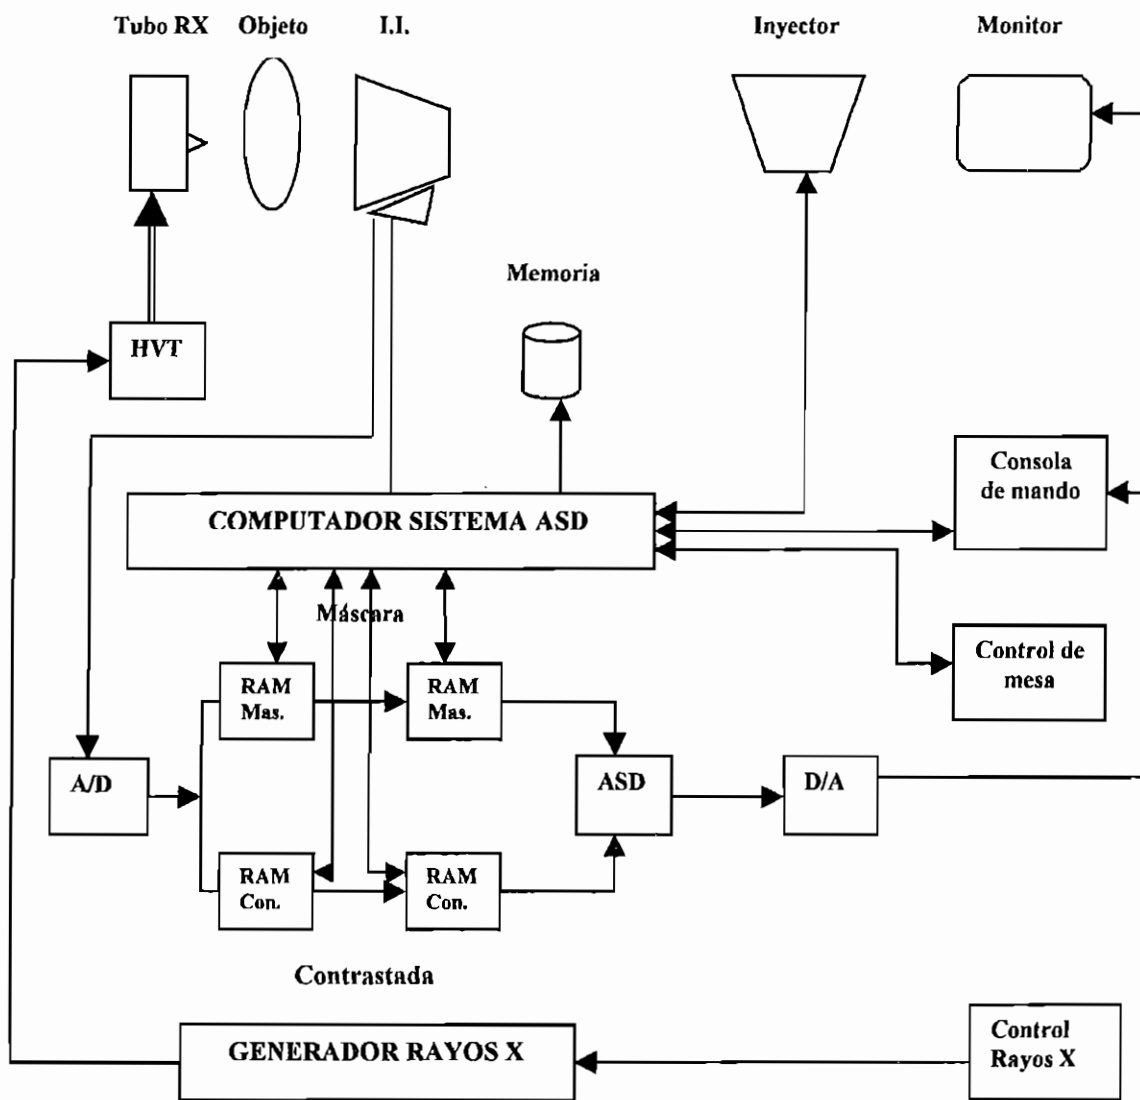 Tubo RX
Objeto
I.I.
Inyector
Monitor
Memoria
HVT
Consola
de mando
COMPUTADOR SISTEMA ASD
Máscara
RAM
Mas.
RAM
Mas.
Control de
mesa
A/D
ASD
D/A
RAM
Con.
RAM
Con.
Contrastada
GENERADOR RAYOS X
Control
Rayos X